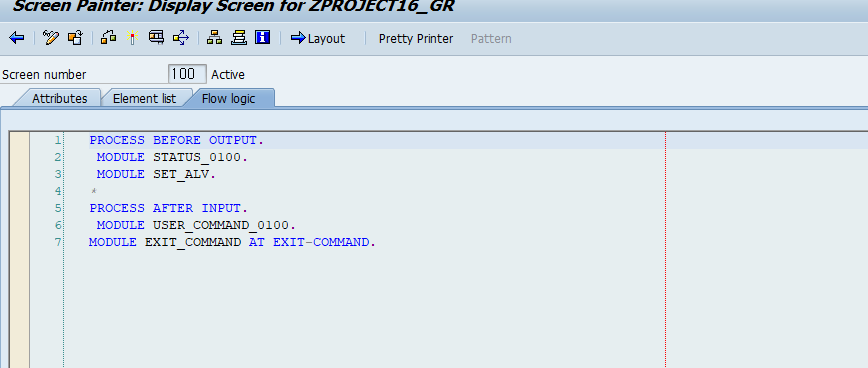 Screen Painter: Display Screen for ZPROJECT16_GR
Layout Pretty Printer Pattern
Screen number 100 Active
Attributes Element list Flow logic
1 PROCESS BEFORE OUTPUT.
2 MODULE STATUS_0100.
3 MODULE SET_ALV.
4 *
5 PROCESS AFTER INPUT.
6 MODULE USER_COMMAND_0100.
7 MODULE EXIT_COMMAND AT EXIT-COMMAND.